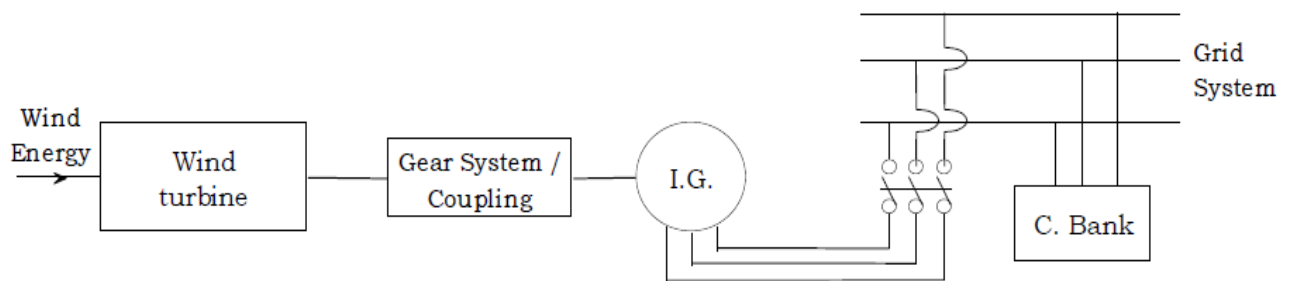 Wind
Energy
Wind
turbine
Gear System /
Coupling
I.G.
Grid
System
C. Bank